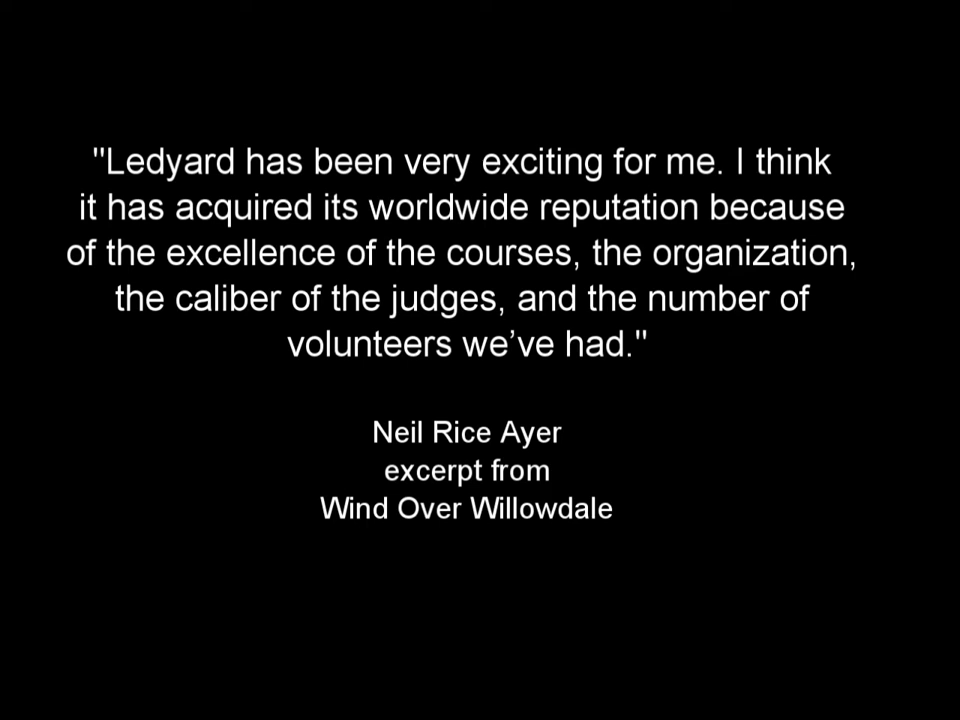 "Ledyard has been very exciting for me. I think
it has acquired its worldwide reputation because
of the excellence of the courses, the organization,
the caliber of the judges, and the number of
volunteers we’ve had."
Neil Rice Ayer
excerpt from
Wind Over Willowdale